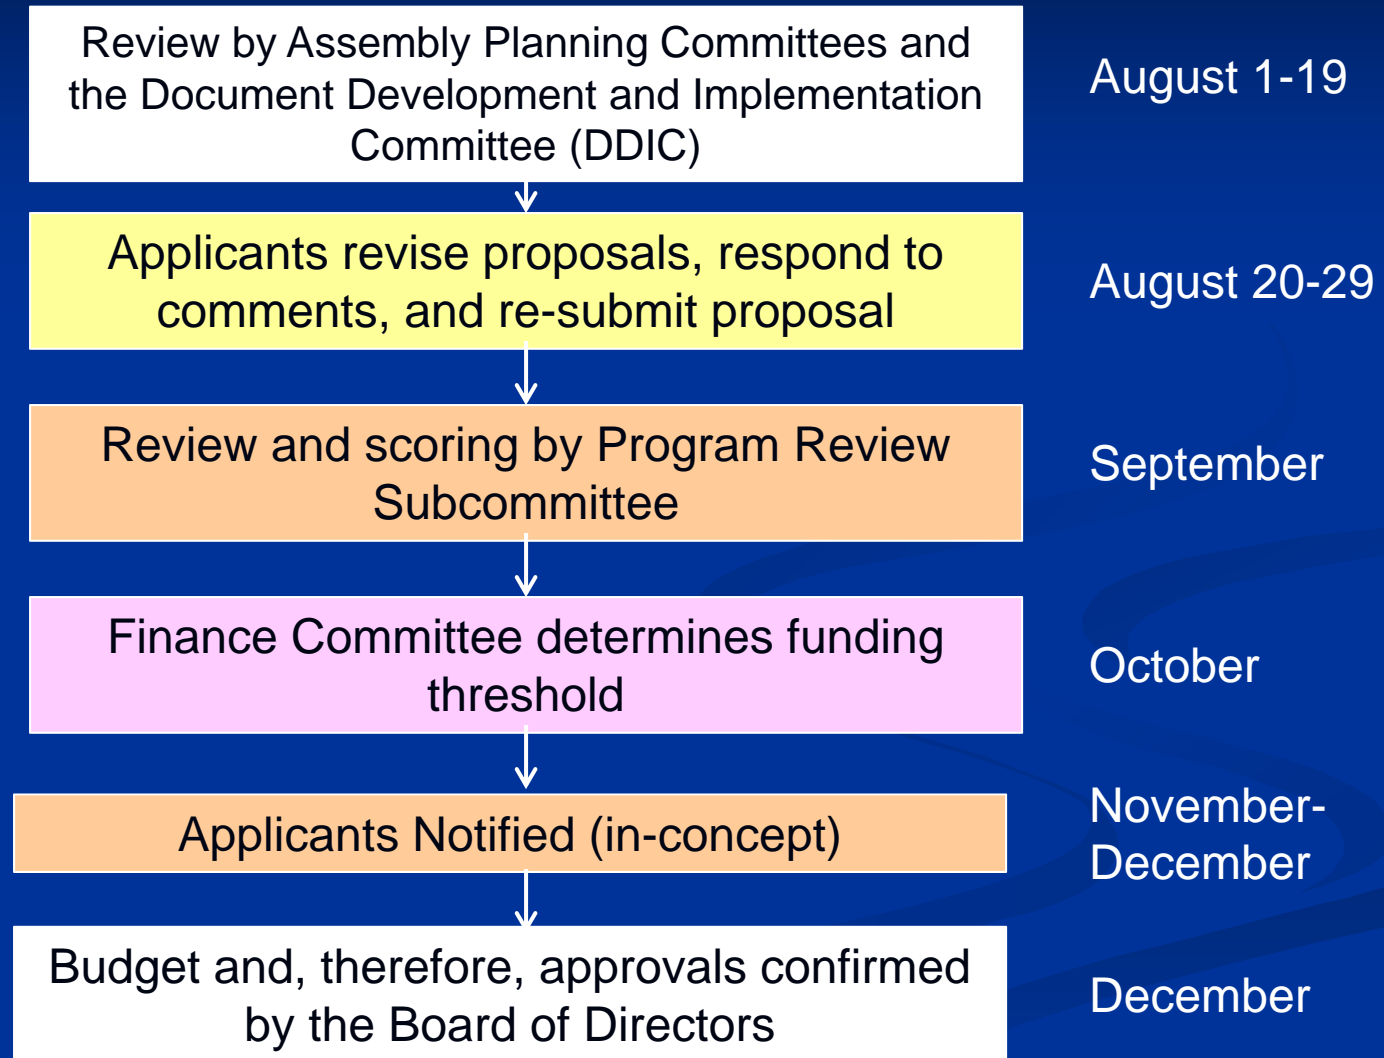 Review by Assembly Planning Committees and
the Document Development and Implementation
Committee (DDIC)
August 1-19
Applicants revise proposals, respond to
comments, and re-submit proposal
August 20-29
Review and scoring by Program Review
Subcommittee
September
Finance Committee determines funding
threshold
October
Applicants Notified (in-concept)
November-
December
Budget and, therefore, approvals confirmed
by the Board of Directors
December